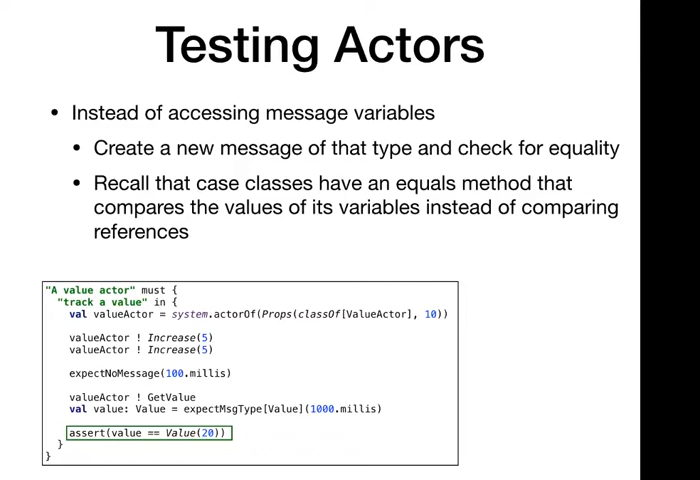 Testing Actors
• Instead of accessing message variables
• Create a new message of that type and check for equality
• Recall that case classes have an equals method that
compares the values of its variables instead of comparing
references
"A value actor" must {
"track a value" in {
val valueActor = system.actorOf(Props(classOf[ValueActor], 10))
valueActor ! Increase(5)
valueActor ! Increase(5)
expectNoMessage(100.millis)
valueActor ! GetValue
val value: Value = expectMsgType[Value](1000.millis)
assert(value == Value(20))
}
}